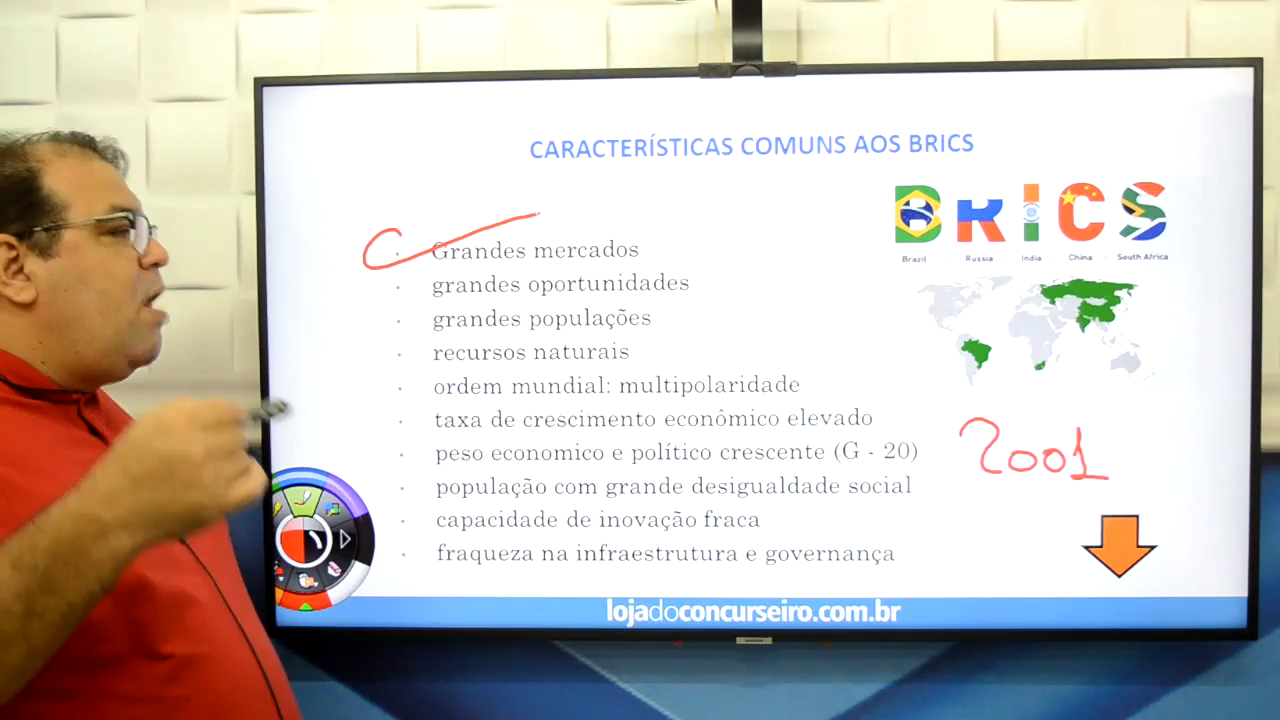 CARACTERÍSTICAS COMUNS AOS BRICS
BRICS
Brazil Russia India China South Africa
Grandes mercados
grandes oportunidades
grandes populações
recursos naturais
ordem mundial: multipolaridade
taxa de crescimento econômico elevado
peso economico e político crescente (G - 20)
2001
população com grande desigualdade social
capacidade de inovação fraca
fraqueza na infraestrutura e governança
lojadoconcurseiro.com.br